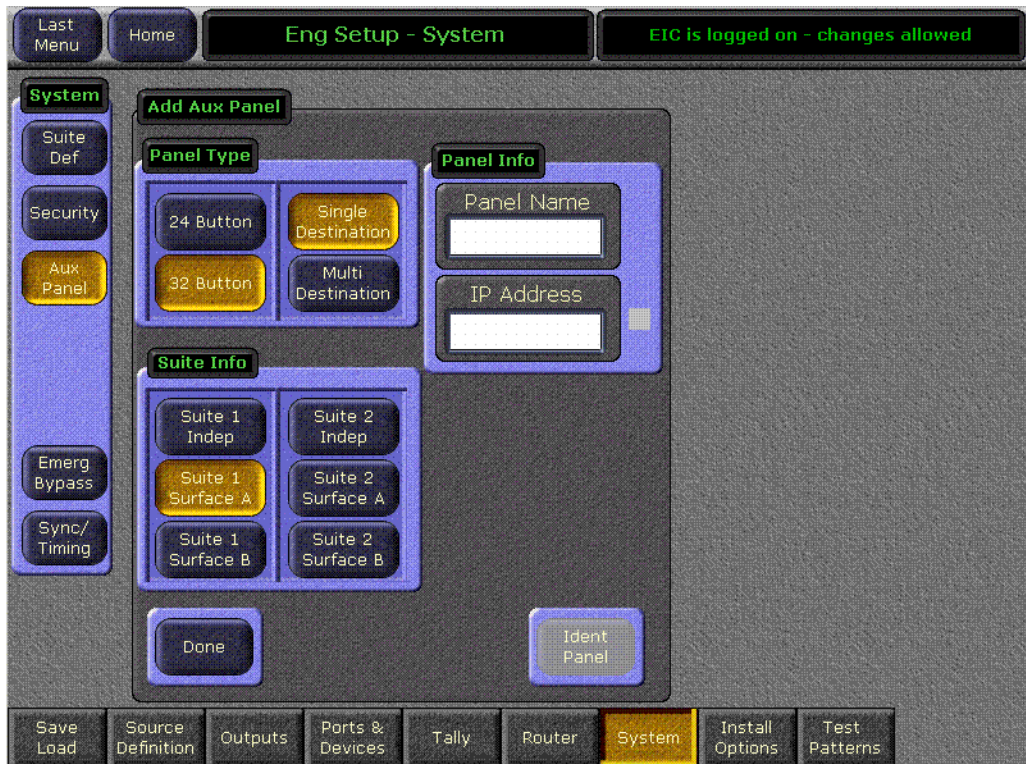 Last
Menu
Home
Eng Setup - System
EIC is logged on - changes allowed
System
Suite
Def
Security
Aux
Panel
Emerg
Bypass
Sync/
Timing
Add Aux Panel
Panel Type
24 Button
Single
Destination
32 Button
Multi
Destination
Panel Info
Panel Name
IP Address
Suite Info
Suite 1
Indep
Suite 2
Indep
Suite 1
Surface A
Suite 2
Surface A
Suite 1
Surface B
Suite 2
Surface B
Done
Ident
Panel
Save
Load
Source
Definition
Outputs
Ports &
Devices
Tally
Router
System
Install
Options
Test
Patterns